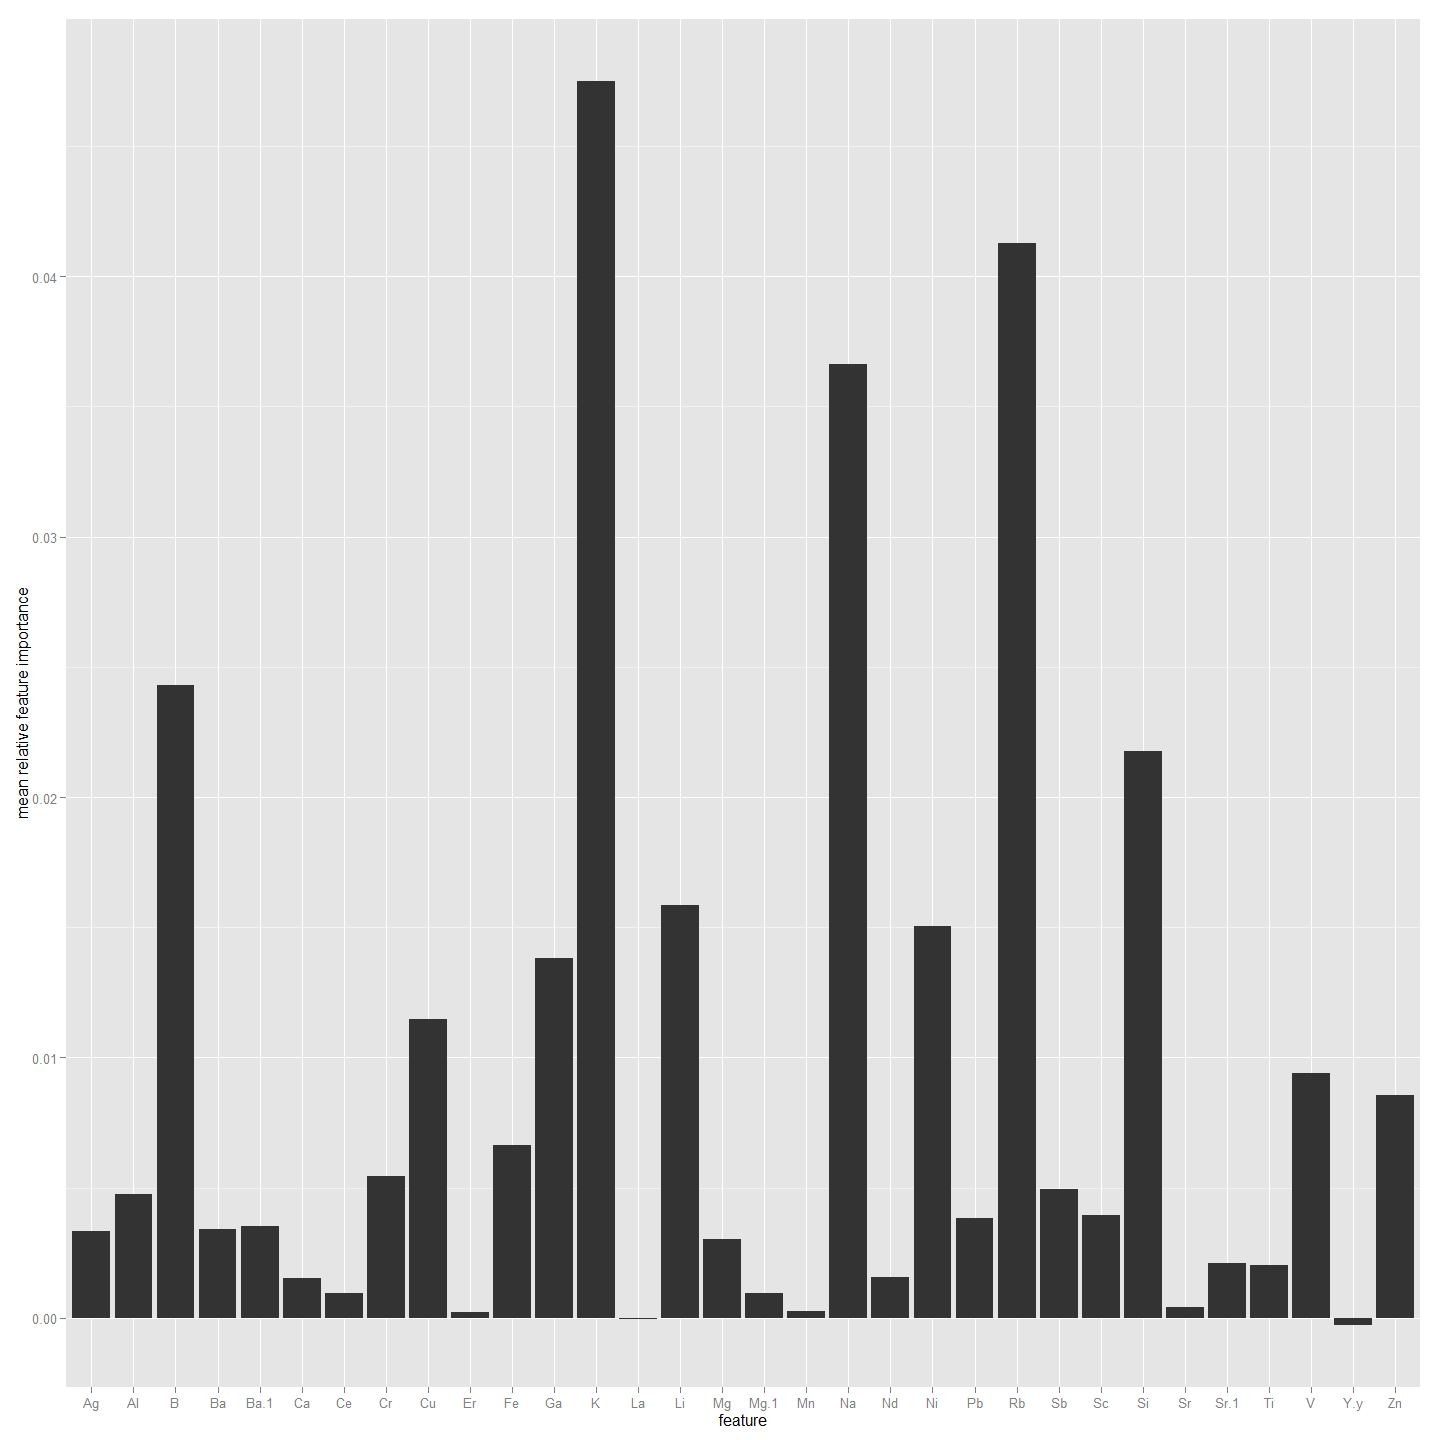 mean relative feature importance
0.04
0.03
0.02
0.01
0.00
Ag Al B Ba Ba.1 Ca Ce Cr Cu Er Fe Ga K La Li Mg Mg.1 Mn Na Nd Ni Pb Rb Sb Sc Si Sr Sr.1 Ti V Y.y Zn
feature